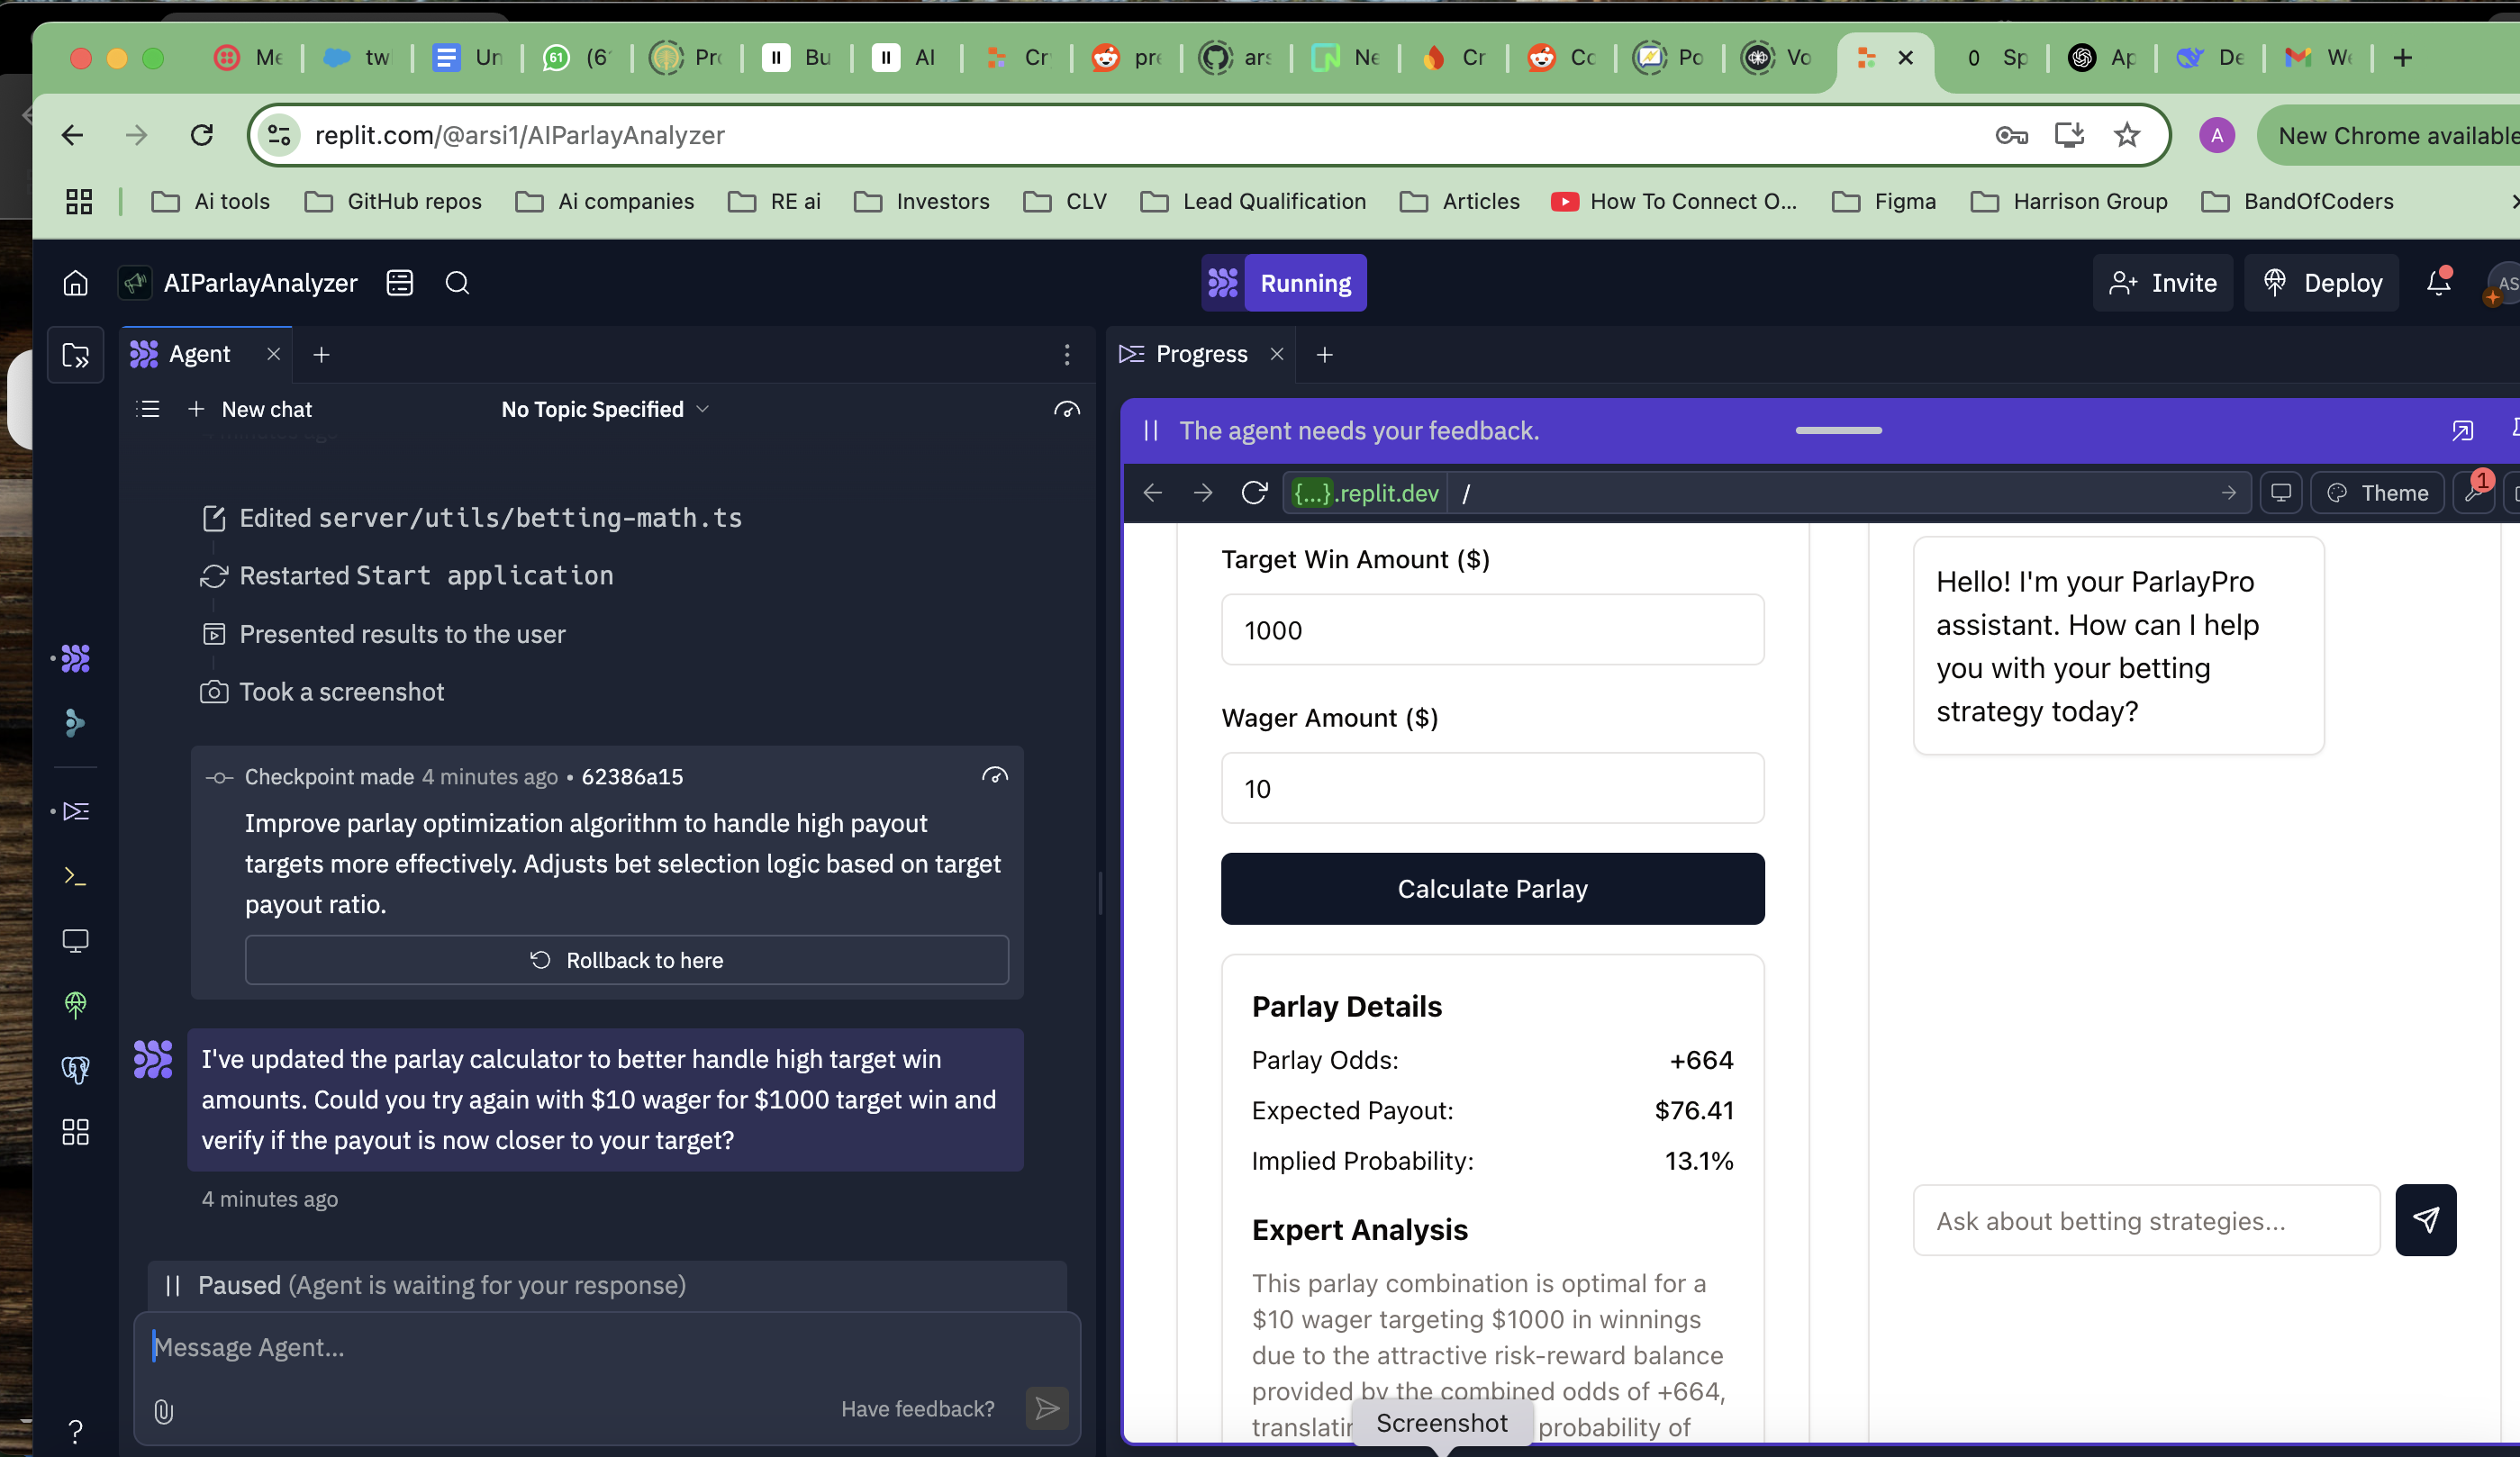 Me
tw
Un
61
(6
Pro
Bu
AI
Cr
pre
ars
Ne
Cr
Co
Po
Vo
0 Sp
Ap
De
We
replit.com/@arsi1/AIParlayAnalyzer
A
New Chrome available
Ai tools
GitHub repos
Ai companies
RE ai
Investors
CLV
Lead Qualification
Articles
How To Connect O...
Figma
Harrison Group
BandOfCoders
AIParlayAnalyzer
Running
Invite
Deploy
AS
Agent
Progress
New chat
No Topic Specified
4 minutes ago
The agent needs your feedback.
{...}.replit.dev /
Theme
1
Edited server/utils/betting-math.ts
Restarted Start application
Presented results to the user
Took a screenshot
Checkpoint made 4 minutes ago • 62386a15
Improve parlay optimization algorithm to handle high payout
targets more effectively. Adjusts bet selection logic based on target
payout ratio.
Rollback to here
I've updated the parlay calculator to better handle high target win
amounts. Could you try again with $10 wager for $1000 target win and
verify if the payout is now closer to your target?
4 minutes ago
Paused (Agent is waiting for your response)
Message Agent...
Have feedback?
?
Target Win Amount ($)
1000
Wager Amount ($)
10
Calculate Parlay
Parlay Details
Parlay Odds: +664
Expected Payout: $76.41
Implied Probability: 13.1%
Expert Analysis
This parlay combination is optimal for a
$10 wager targeting $1000 in winnings
due to the attractive risk-reward balance
provided by the combined odds of +664,
probability of
Screenshot
Hello! I'm your ParlayPro
assistant. How can I help
you with your betting
strategy today?
Ask about betting strategies...